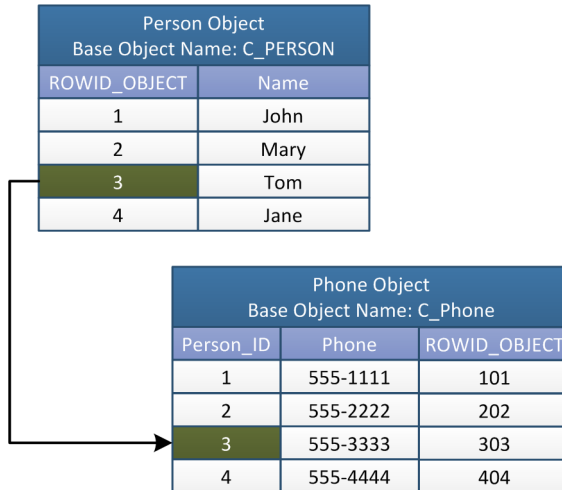 Person Object
Base Object Name: C_PERSON
ROWID_OBJECT Name
1 John
2 Mary
3 Tom
4 Jane
Phone Object
Base Object Name: C_Phone
Person_ID Phone ROWID_OBJECT
1 555-1111 101
2 555-2222 202
3 555-3333 303
4 555-4444 404